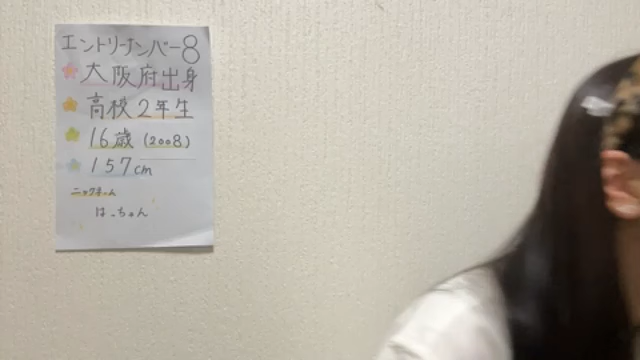 エントリーナンバー8
大阪府出身
高校2年生
16歳 (2008)
157cm
ニックネーム
はーちゃん